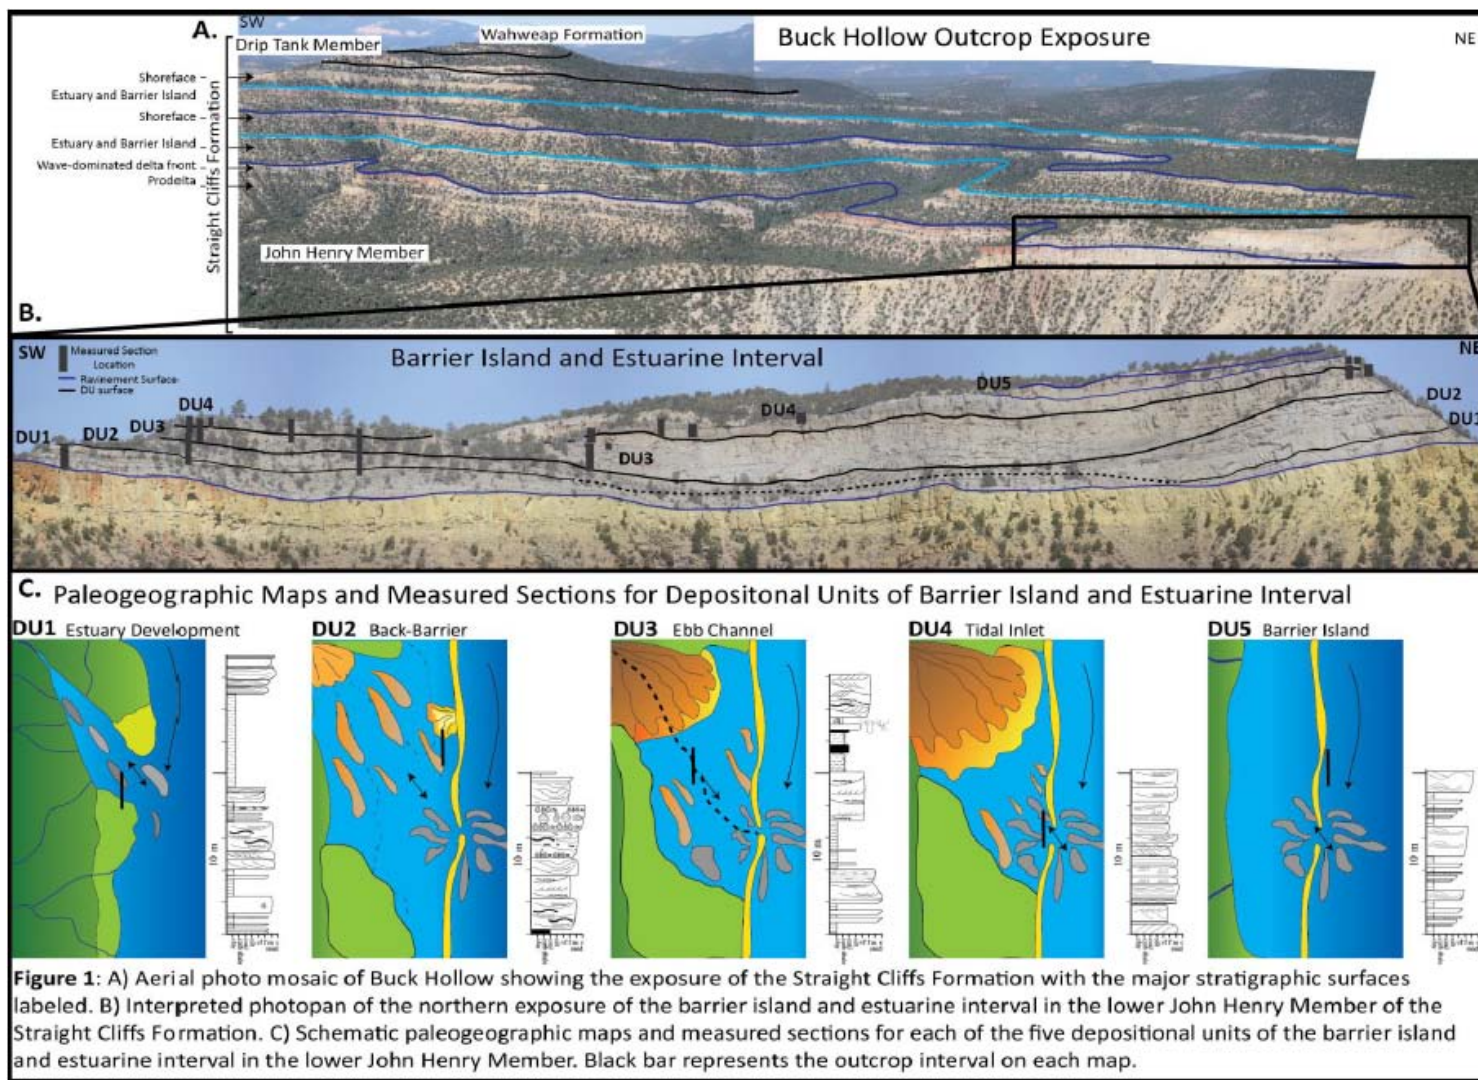 A.
SW
Wahweap Formation
Buck Hollow Outcrop Exposure
NE
Drip Tank Member
Shoreface
Estuary and Barrier Island
Shoreface
Estuary and Barrier Island
Wave-dominated delta front
Prodelta
Straight Cliffs Formation
John Henry Member
B.
SW
Measured Section
Location
Ravinement Surface
DU surface
Barrier Island and Estuarine Interval
NE
DU5
DU4
DU4
DU3
DU2
DU1
DU3
DU2
DU1
C. Paleogeographic Maps and Measured Sections for Depositonal Units of Barrier Island and Estuarine Interval
DU1 Estuary Development
DU2 Back-Barrier
DU3 Ebb Channel
DU4 Tidal Inlet
DU5 Barrier Island
10 m
10 m
10 m
10 m
10 m
Figure 1: A) Aerial photo mosaic of Buck Hollow showing the exposure of the Straight Cliffs Formation with the major stratigraphic surfaces
labeled. B) Interpreted photopan of the northern exposure of the barrier island and estuarine interval in the lower John Henry Member of the
Straight Cliffs Formation. C) Schematic paleogeographic maps and measured sections for each of the five depositional units of the barrier island
and estuarine interval in the lower John Henry Member. Black bar represents the outcrop interval on each map.